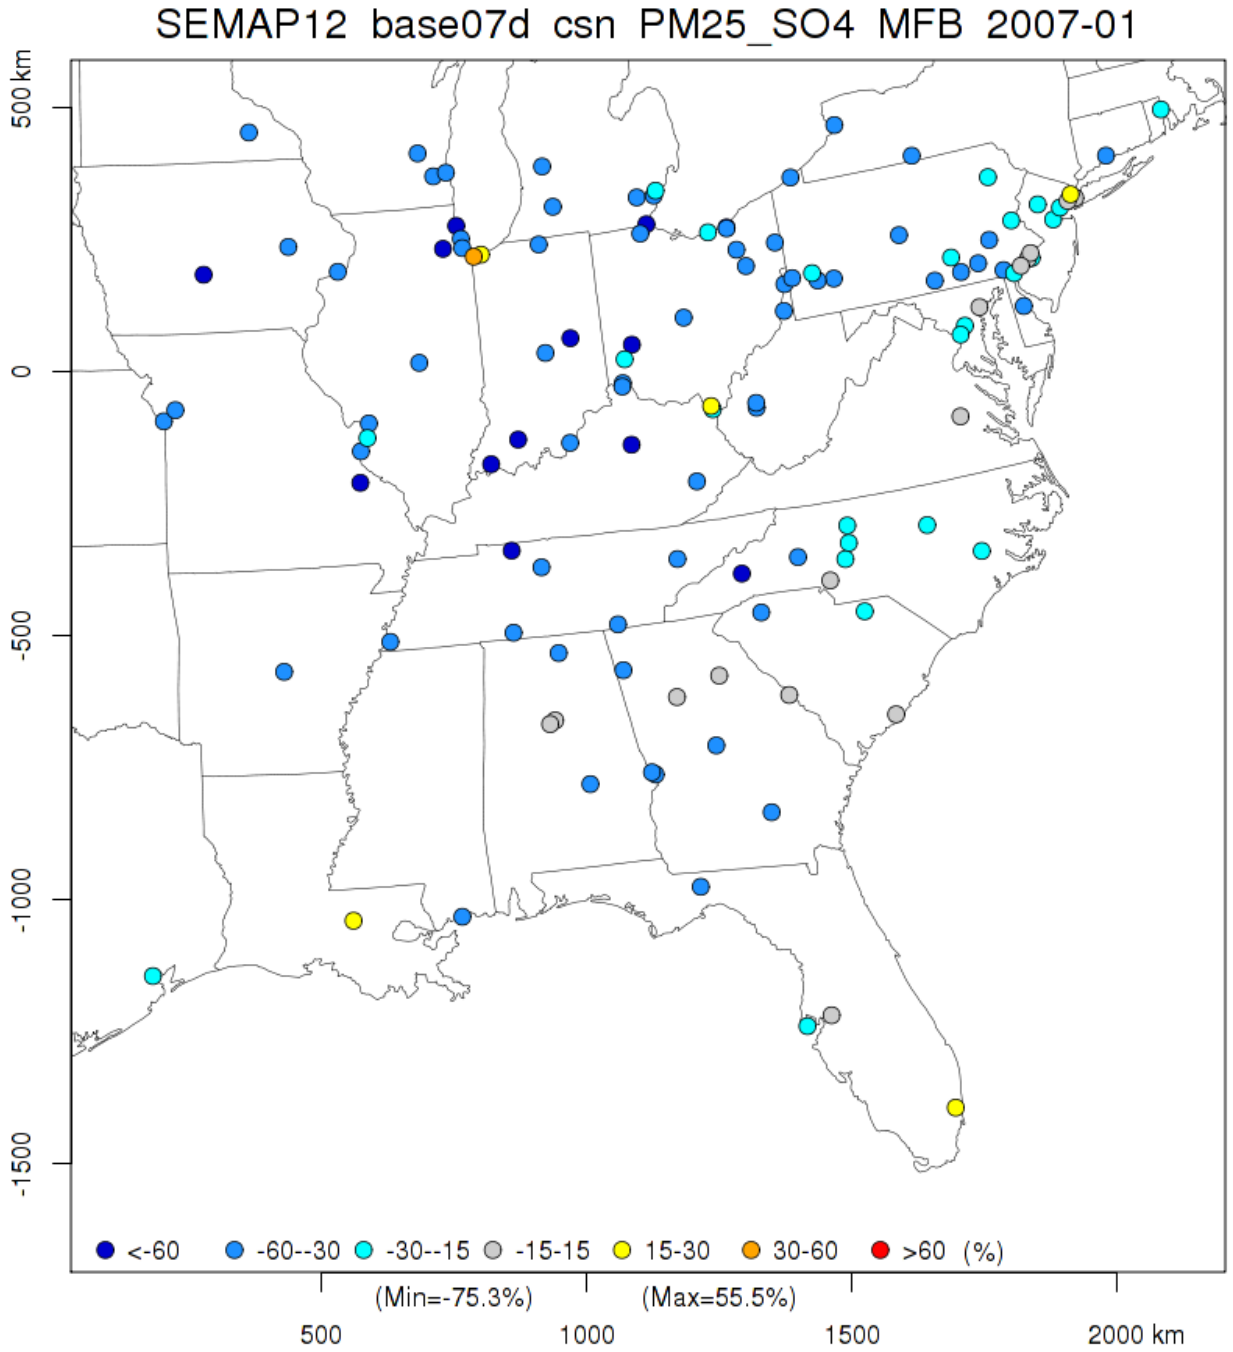 SEMAP12 base07d csn PM25_SO4 MFB 2007-01
500 km
0
-500
-1000
-1500
<-60 -60--30 -30--15 -15-15 15-30 30-60 >60 (%)
(Min=-75.3%) (Max=55.5%)
500 1000 1500 2000 km